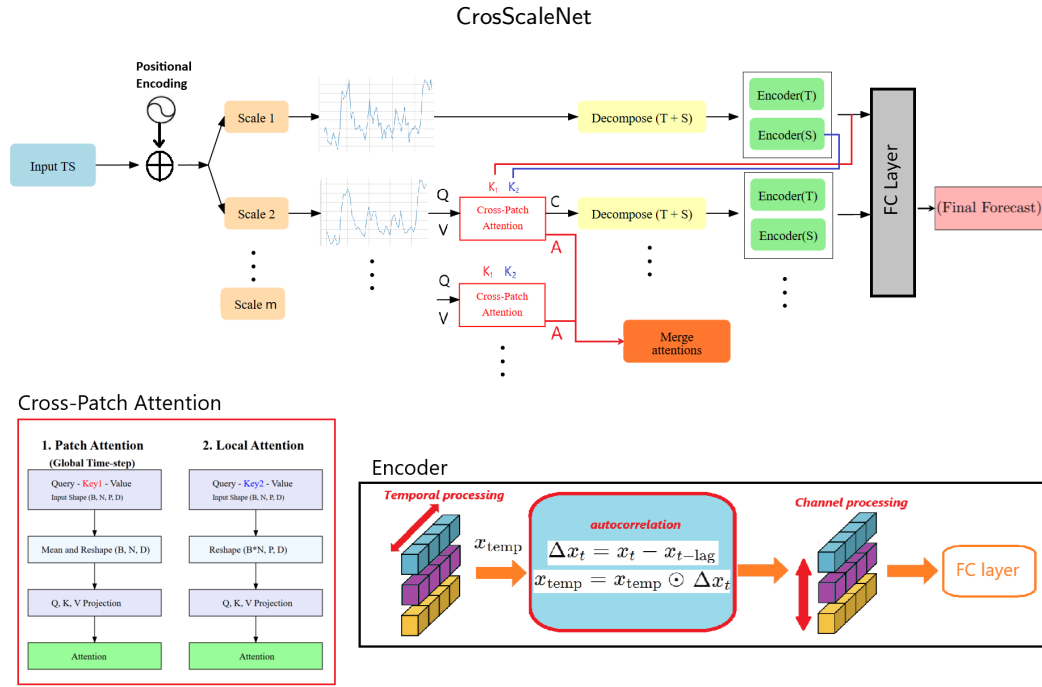 CrosScaleNet
Positional
Encoding
Input TS
Scale 1
Decompose (T + S)
Encoder(T)
Encoder(S)
K₁ K₂
Scale 2
Q
V
Cross-Patch
Attention
C
A
Decompose (T + S)
Encoder(T)
Encoder(S)
FC Layer
(Final Forecast)
Scale m
Q
V
K₁ K₂
Cross-Patch
Attention
A
Merge
attentions
Cross-Patch Attention
1. Patch Attention
(Global Time-step)
Query - Key1 - Value
Input Shape (B, N, P, D)
Mean and Reshape (B, N, D)
Q, K, V Projection
Attention
2. Local Attention
Query - Key2 - Value
Input Shape (B, N, P, D)
Reshape (B*N, P, D)
Q, K, V Projection
Attention
Encoder
Temporal processing
x_temp
autocorrelation
Δx_t = x_t − x_{t−lag}
x_temp = x_temp ⊙ Δx_t
Channel processing
FC layer